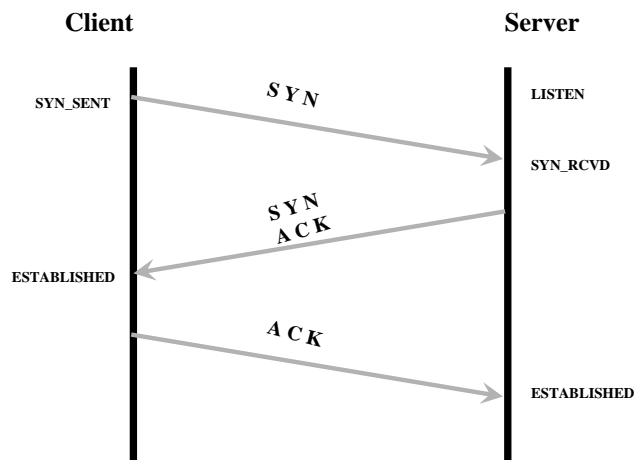 Client
Server
SYN_SENT
SYN
LISTEN
SYN_RCVD
SYN
ACK
ESTABLISHED
ACK
ESTABLISHED